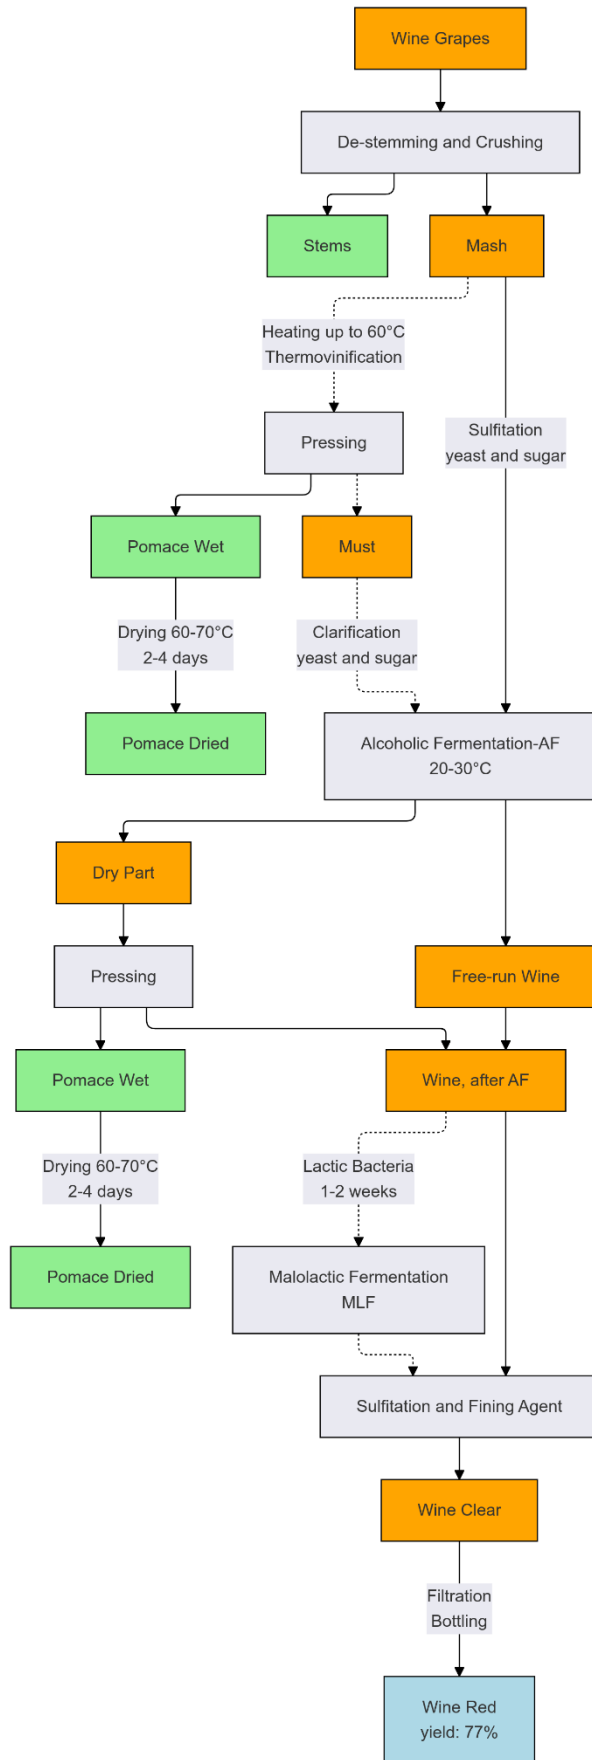 Wine Grapes
De-stemming and Crushing
Stems
Mash
Heating up to 60°C
Thermovinification
Pressing
Sulfitation
yeast and sugar
Pomace Wet
Must
Drying 60-70°C
2-4 days
Clarification
yeast and sugar
Pomace Dried
Alcoholic Fermentation-AF
20-30°C
Dry Part
Pressing
Free-run Wine
Pomace Wet
Wine, after AF
Drying 60-70°C
2-4 days
Lactic Bacteria
1-2 weeks
Pomace Dried
Malolactic Fermentation
MLF
Sulfitation and Fining Agent
Wine Clear
Filtration
Bottling
Wine Red
yield: 77%